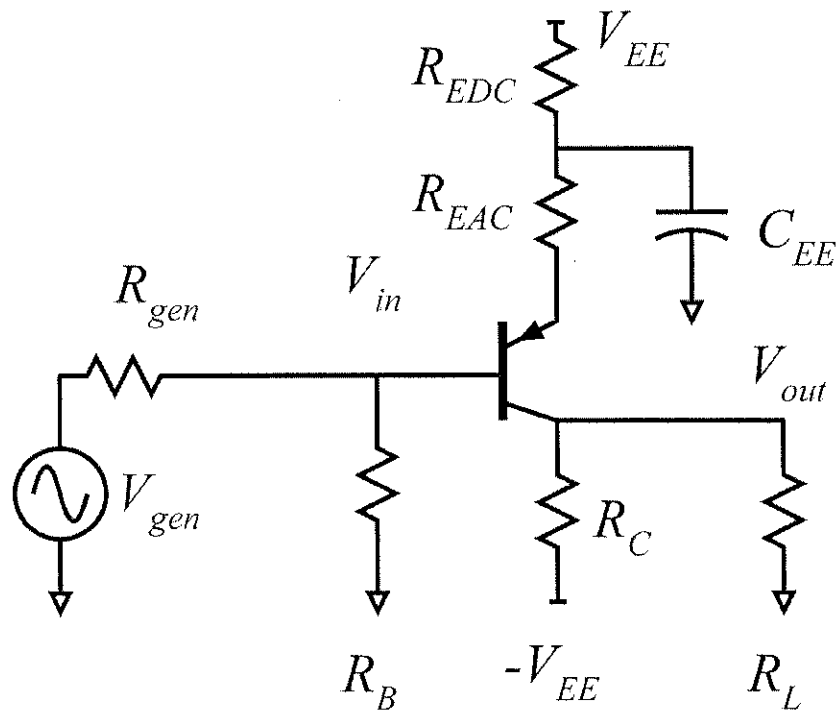 V_EE
R_EDC
R_EAC
C_EE
V_in
R_gen
V_out
V_gen
R_C
R_B
-V_EE
R_L